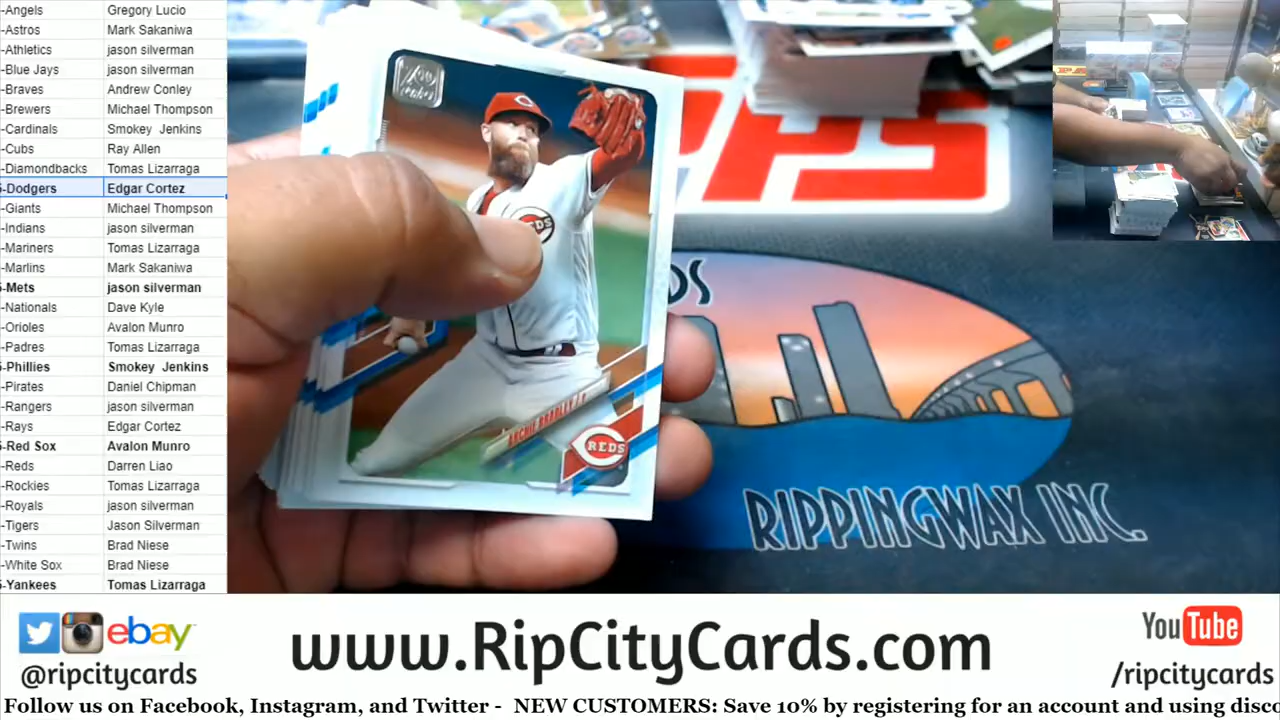 -Angels Gregory Lucio
-Astros Mark Sakaniwa
-Athletics jason silverman
-Blue Jays jason silverman
-Braves Andrew Conley
-Brewers Michael Thompson
-Cardinals Smokey Jenkins
-Cubs Ray Allen
-Diamondbacks Tomas Lizarraga
-Dodgers Edgar Cortez
-Giants Michael Thompson
-Indians jason silverman
-Mariners Tomas Lizarraga
-Marlins Mark Sakaniwa
-Mets jason silverman
-Nationals Dave Kyle
-Orioles Avalon Munro
-Padres Tomas Lizarraga
-Phillies Smokey Jenkins
-Pirates Daniel Chipman
-Rangers jason silverman
-Rays Edgar Cortez
-Red Sox Avalon Munro
-Reds Darren Liao
-Rockies Tomas Lizarraga
-Royals jason silverman
-Tigers Jason Silverman
-Twins Brad Niese
-White Sox Brad Niese
-Yankees Tomas Lizarraga
REDS
ARCHIE BRADLEY / P
REDS
PPS
DS
RIPPINGWAX INC.
ebay
@ripcitycards
www.RipCityCards.com
YouTube
/ripcitycards
Follow us on Facebook, Instagram, and Twitter - NEW CUSTOMERS: Save 10% by registering for an account and using disco